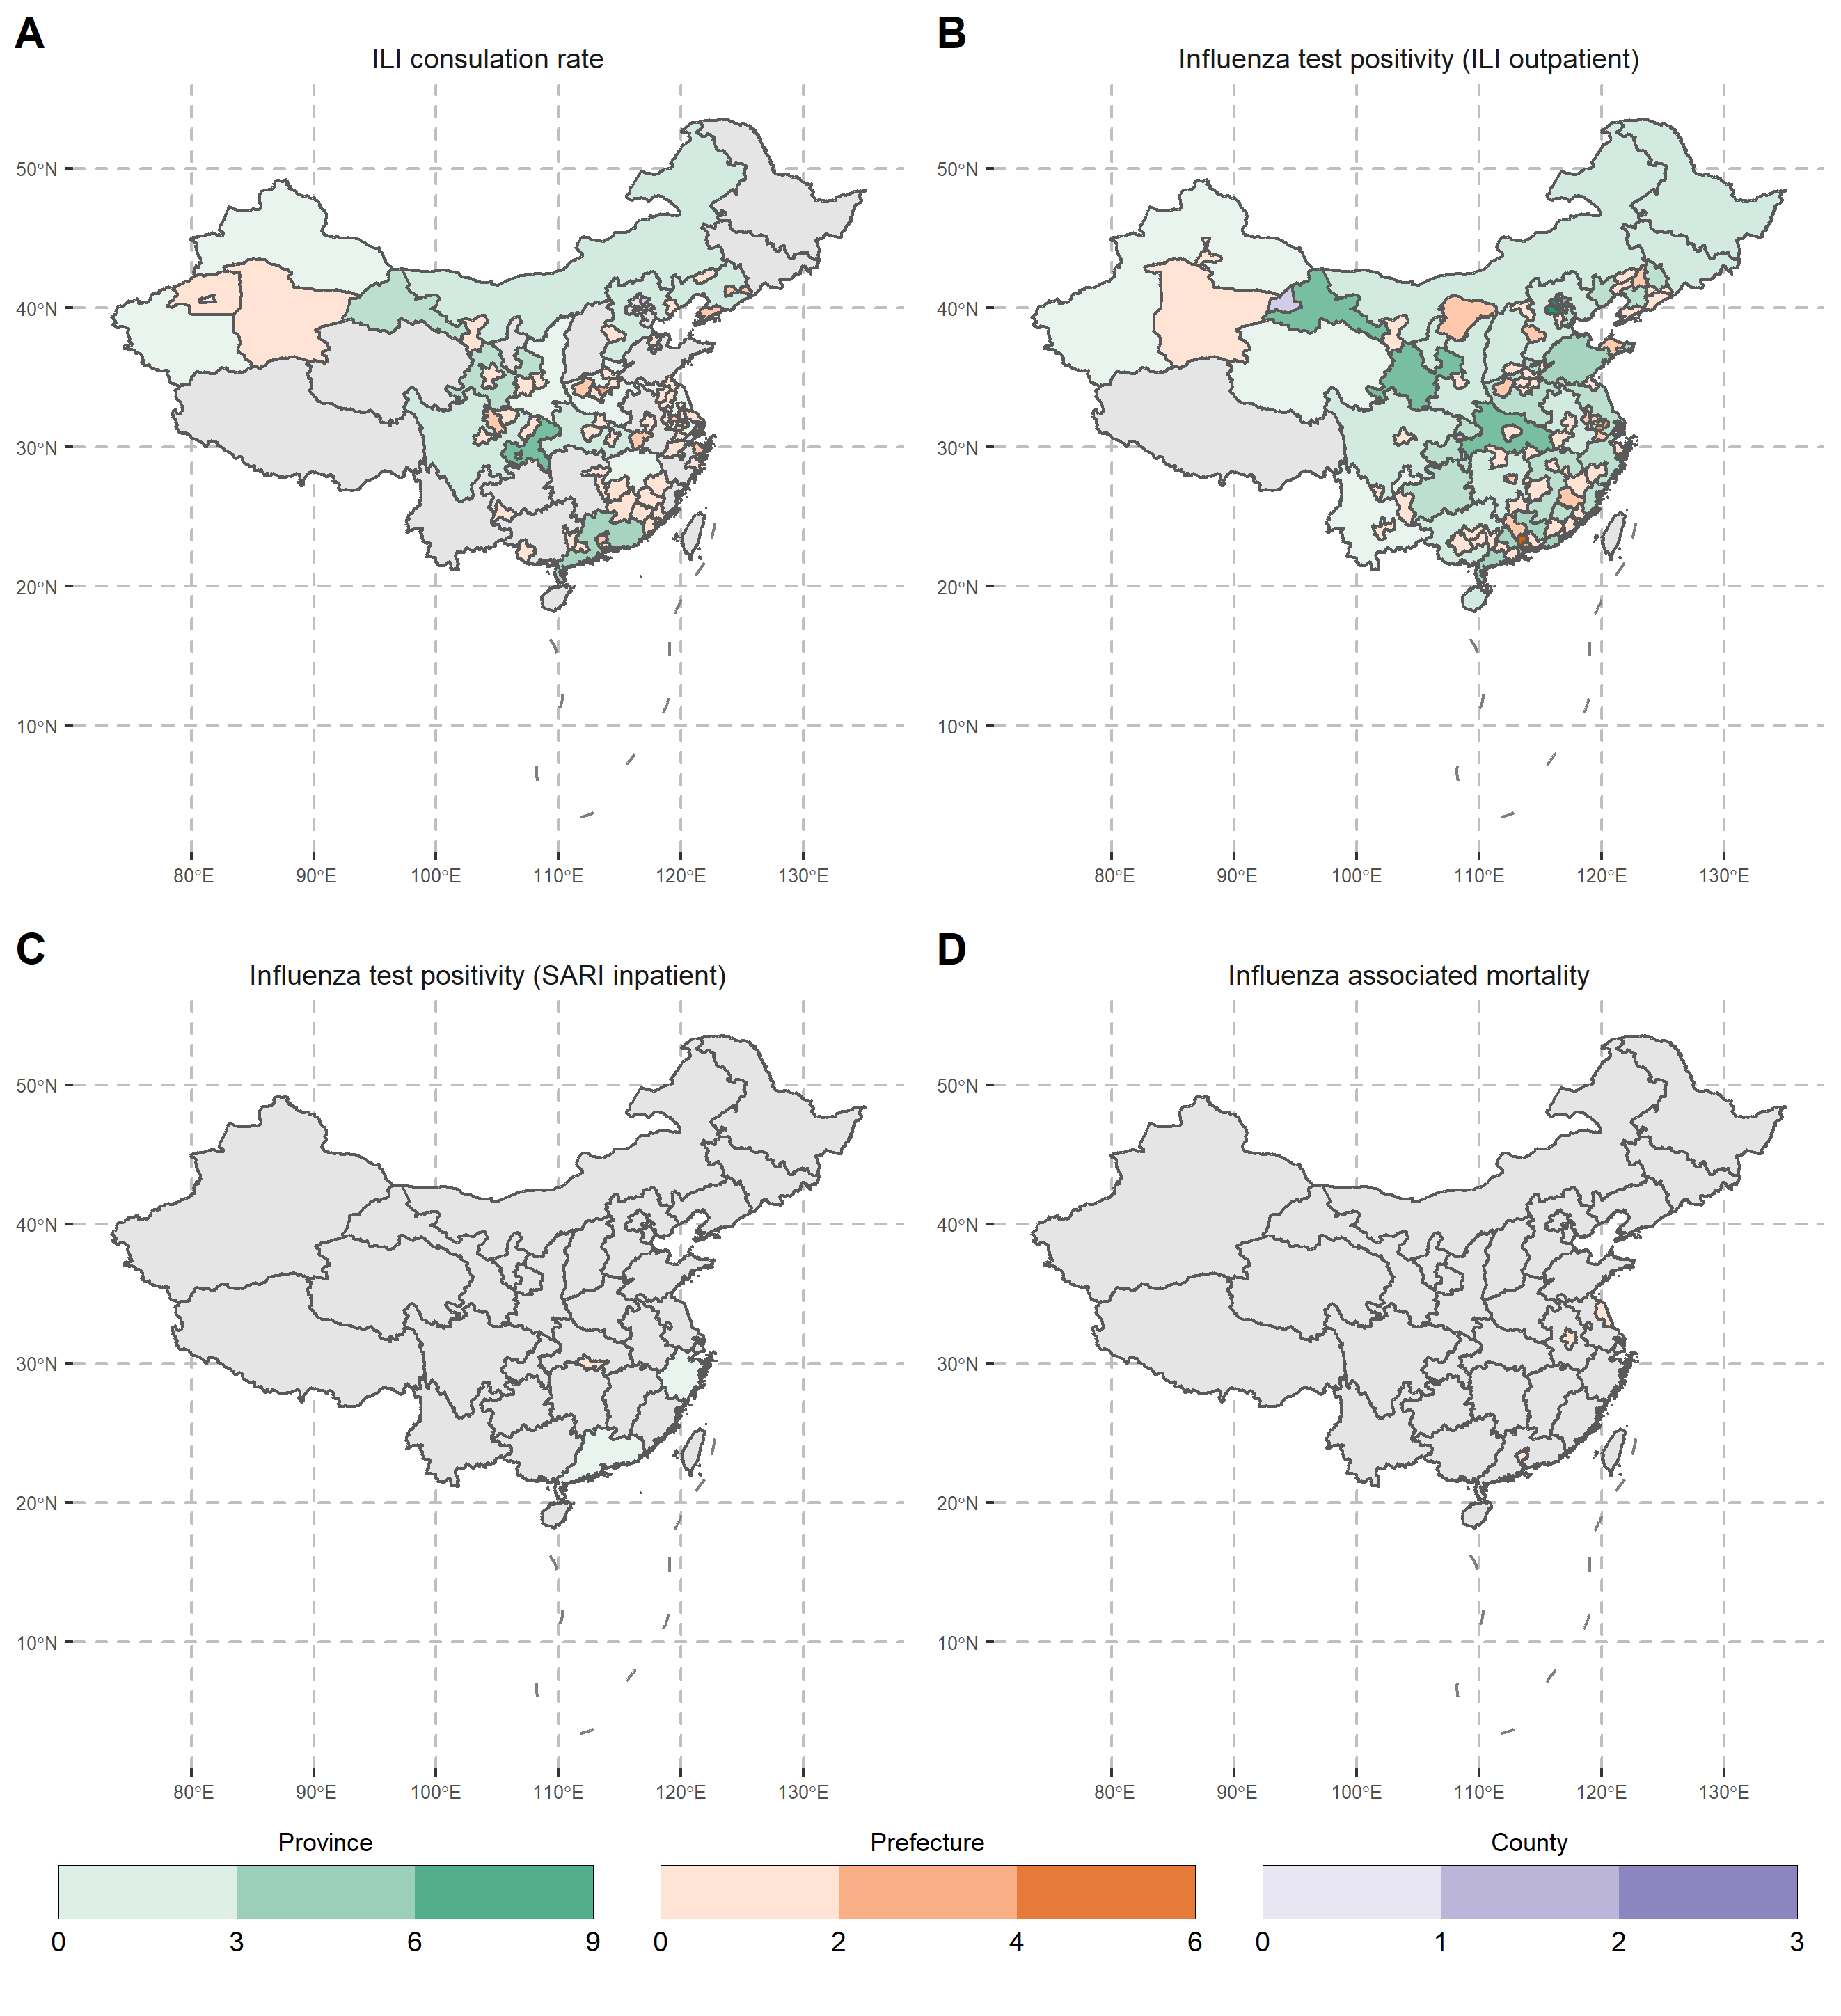 A
B
ILI consulation rate
Influenza test positivity (ILI outpatient)
50°N
40°N
30°N
20°N
10°N
80°E 90°E 100°E 110°E 120°E 130°E
50°N
40°N
30°N
20°N
10°N
80°E 90°E 100°E 110°E 120°E 130°E
C
D
Influenza test positivity (SARI inpatient)
Influenza associated mortality
50°N
40°N
30°N
20°N
10°N
80°E 90°E 100°E 110°E 120°E 130°E
50°N
40°N
30°N
20°N
10°N
80°E 90°E 100°E 110°E 120°E 130°E
Province
0 3 6 9
Prefecture
0 2 4 6
County
0 1 2 3